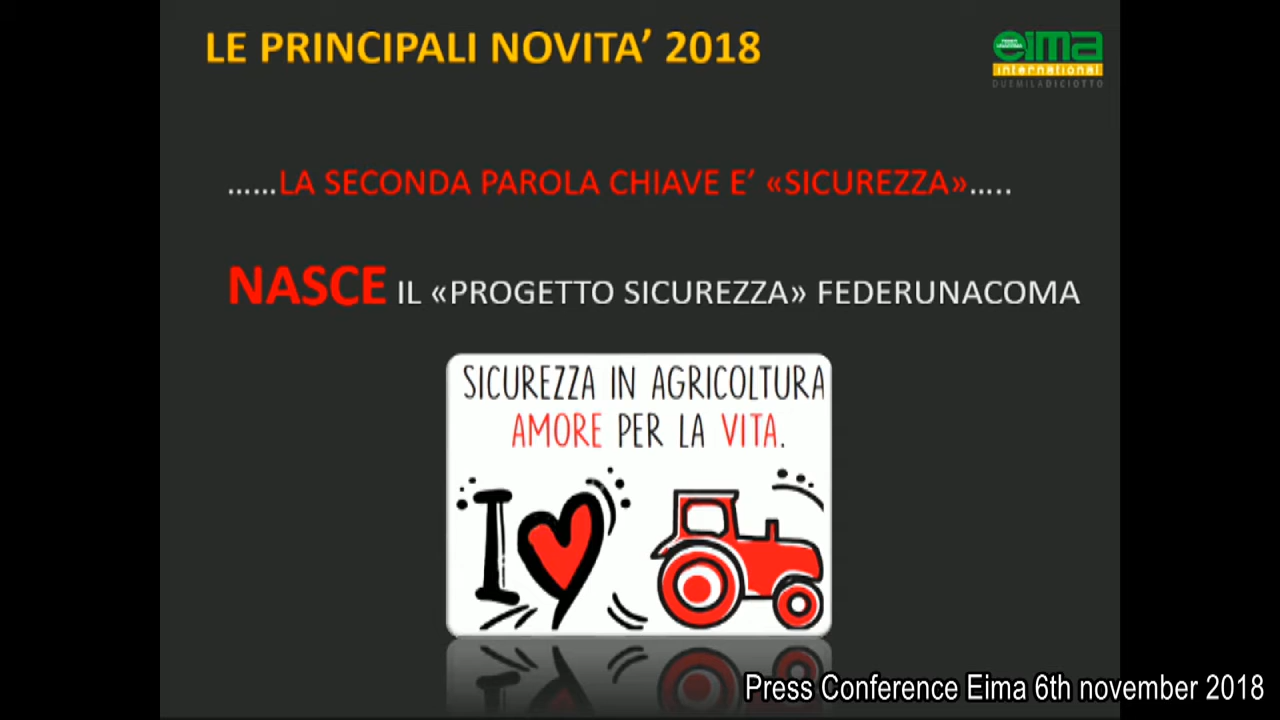 LE PRINCIPALI NOVITA’ 2018
eima
international
DUEMILADICIOTTO
……LA SECONDA PAROLA CHIAVE E’ «SICUREZZA»…..
NASCE IL «PROGETTO SICUREZZA» FEDERUNACOMA
SICUREZZA IN AGRICOLTURA
AMORE PER LA VITA.
I
Press Conference Eima 6th november 2018